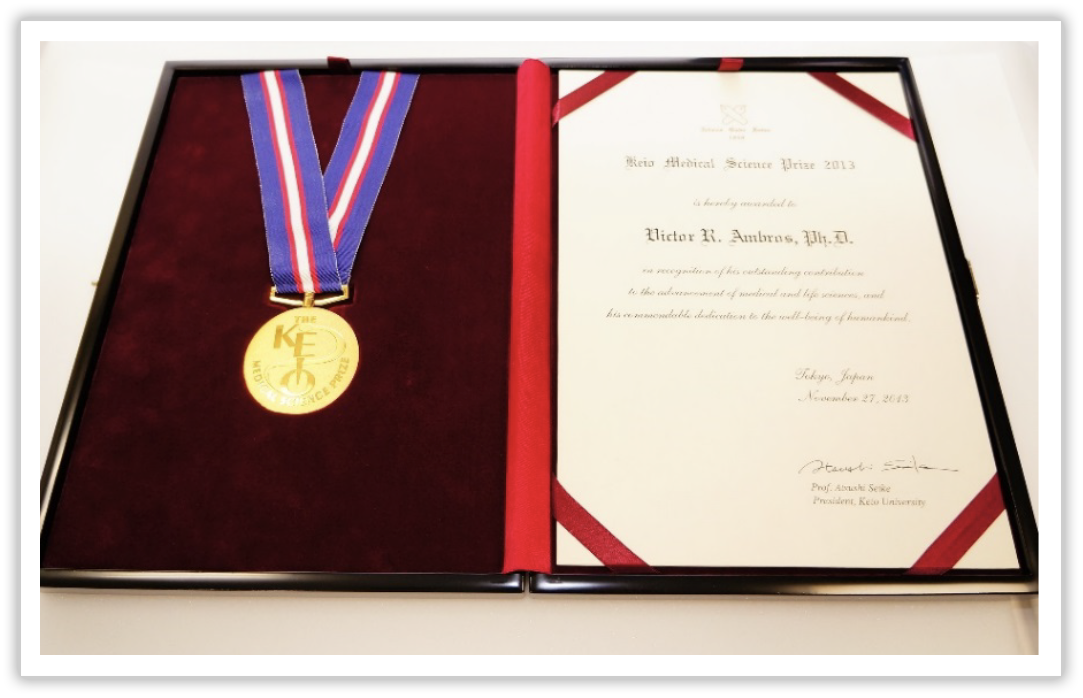 THE
KEIO
MEDICAL SCIENCE PRIZE
Keio Medical Science Prize 2013
is hereby awarded to
Victor R. Ambros, Ph.D.
in recognition of his outstanding contribution
to the advancement of medical and life sciences, and
his commendable dedication to the well-being of humankind.
Tokyo, Japan
November 27, 2013
Atsushi Seike
Prof. Atsushi Seike
President, Keio University